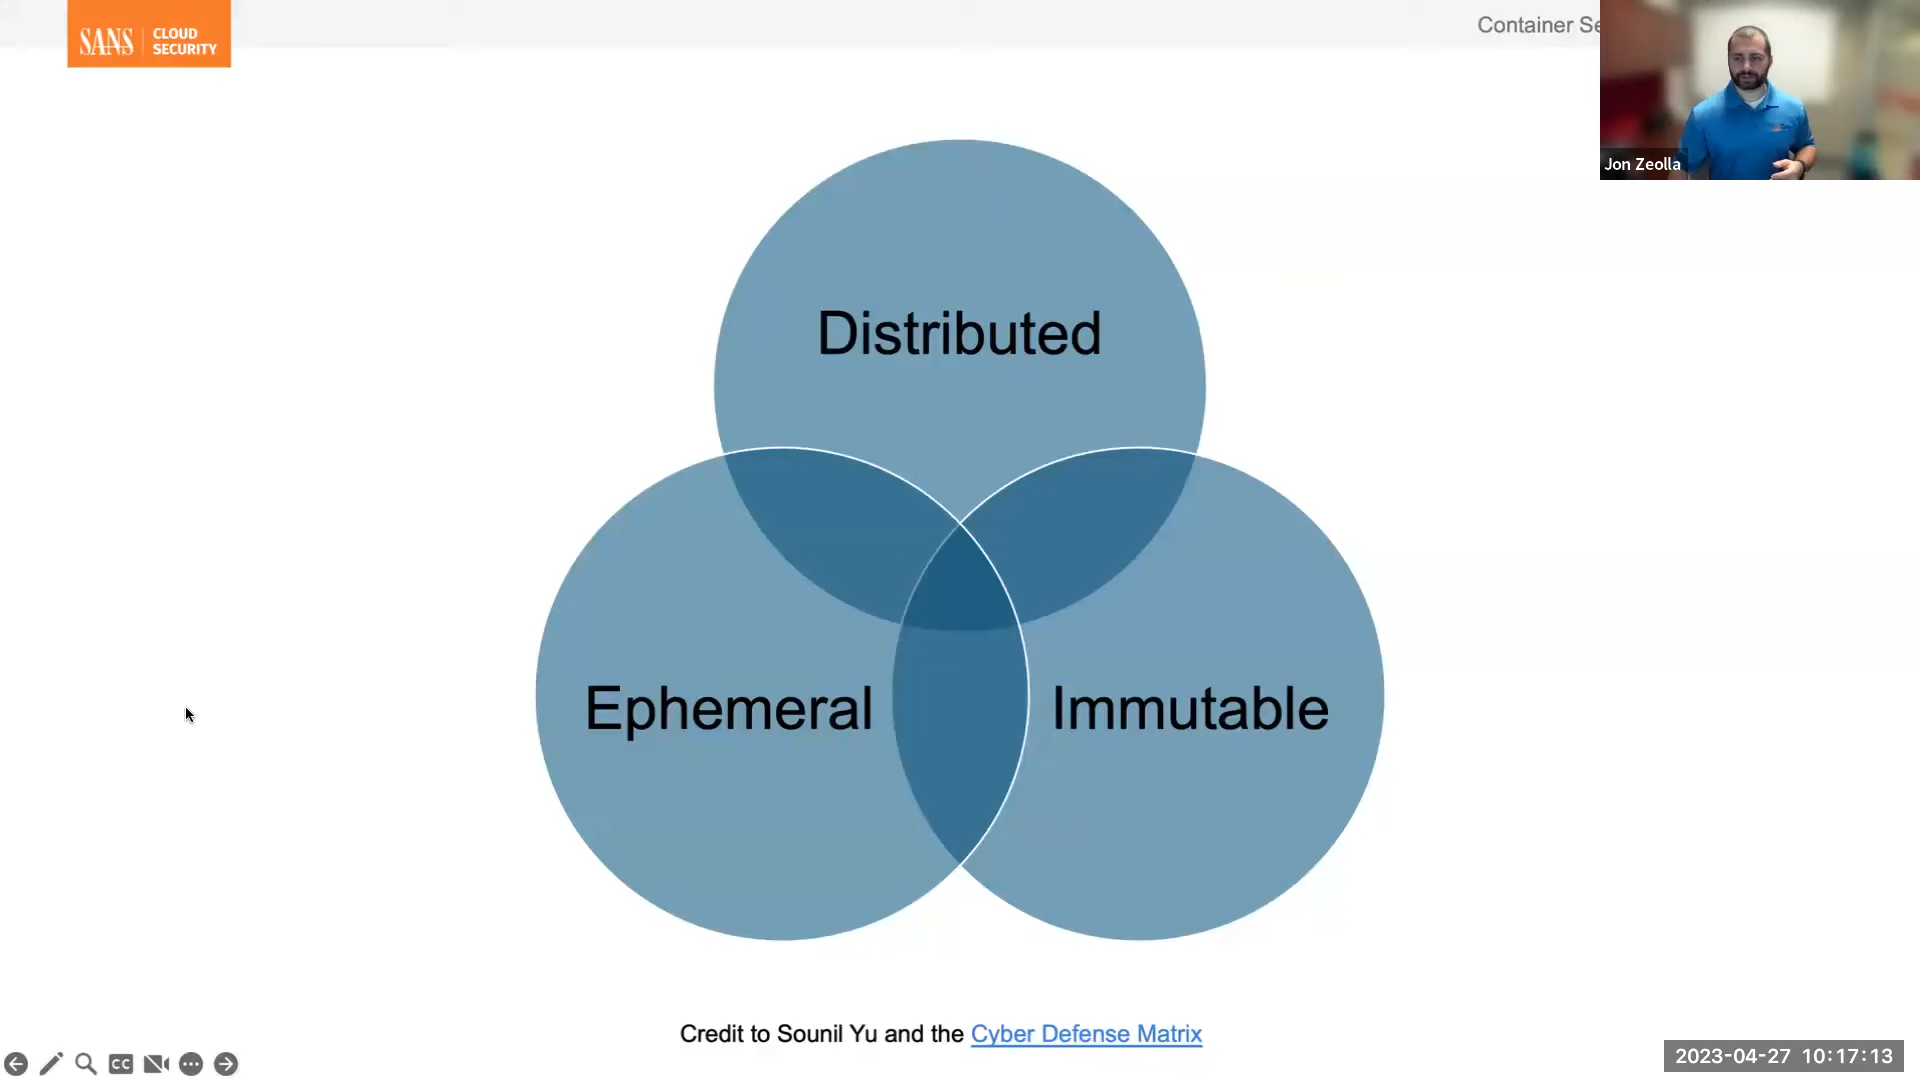 SANS
CLOUD
SECURITY
Container Se
Jon Zeolla
Distributed
Ephemeral
Immutable
Credit to Sounil Yu and the Cyber Defense Matrix
CC
2023-04-27 10:17:13